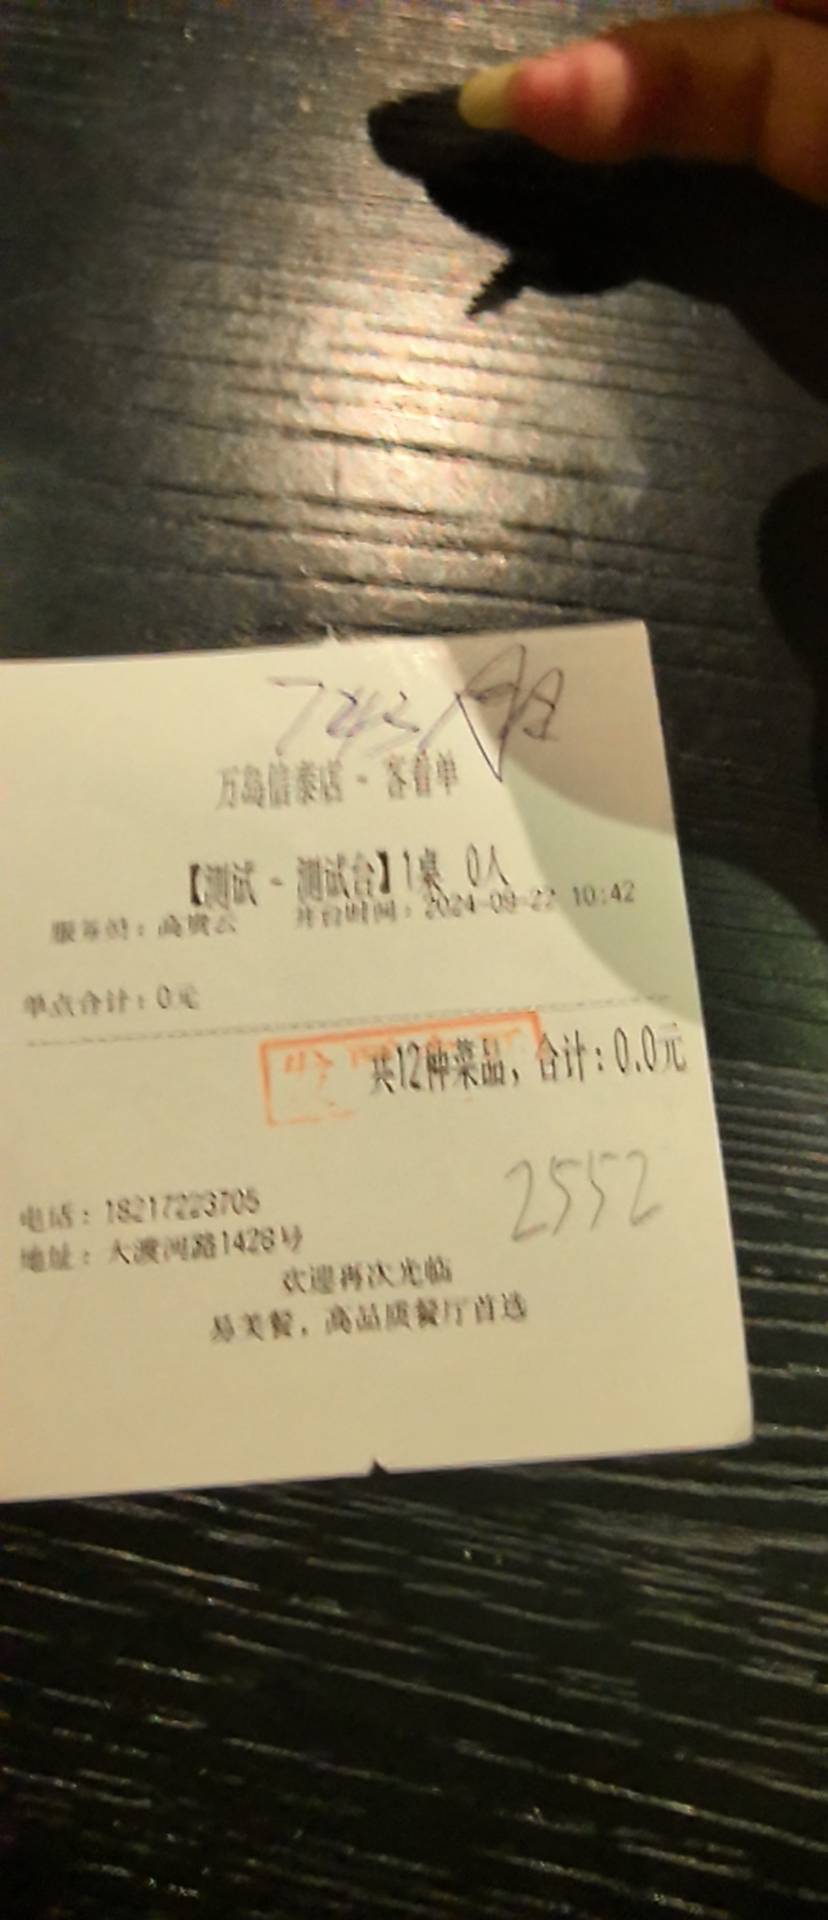 743
万岛信泰店 - 客看单
【测试 - 测试台】1桌 0人
开台时间：2024-09-22 10:42
单点合计：0元
共12种菜品，合计：0.0元
2552
电话：18217223705
地址：大渡河路1428号
欢迎再次光临
易美餐，高品质餐厅首选